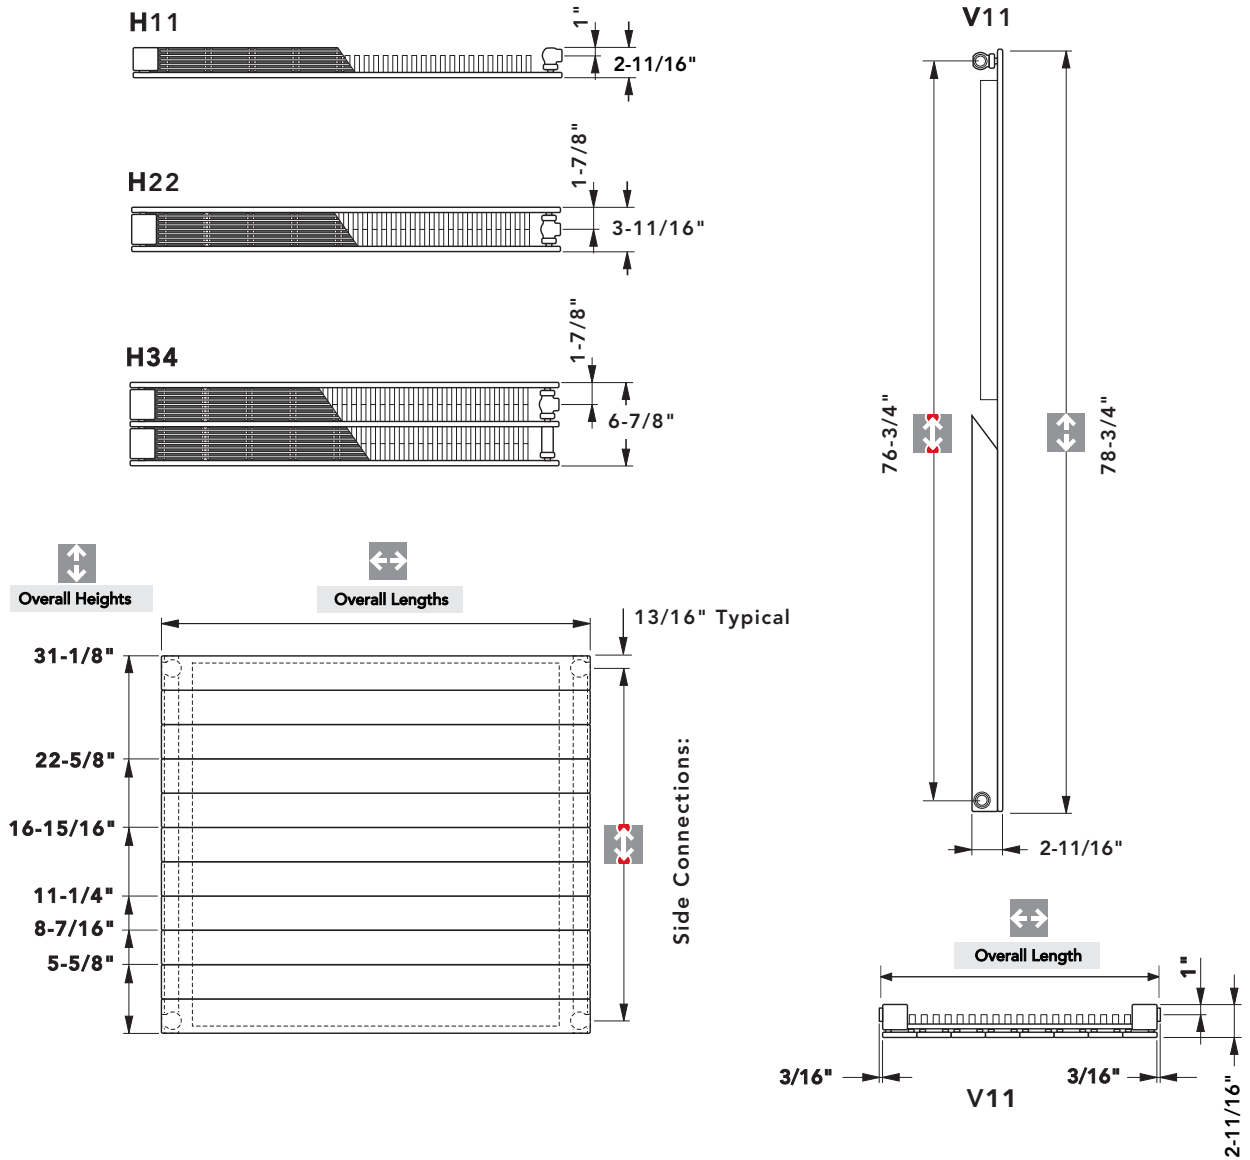 H11
1"
2-11/16"
H22
1-7/8"
3-11/16"
H34
1-7/8"
6-7/8"
V11
76-3/4"
78-3/4"
2-11/16"
Overall Heights
Overall Lengths
13/16" Typical
31-1/8"
22-5/8"
16-15/16"
11-1/4"
8-7/16"
5-5/8"
Side Connections:
Overall Length
1"
3/16"
3/16"
2-11/16"
V11